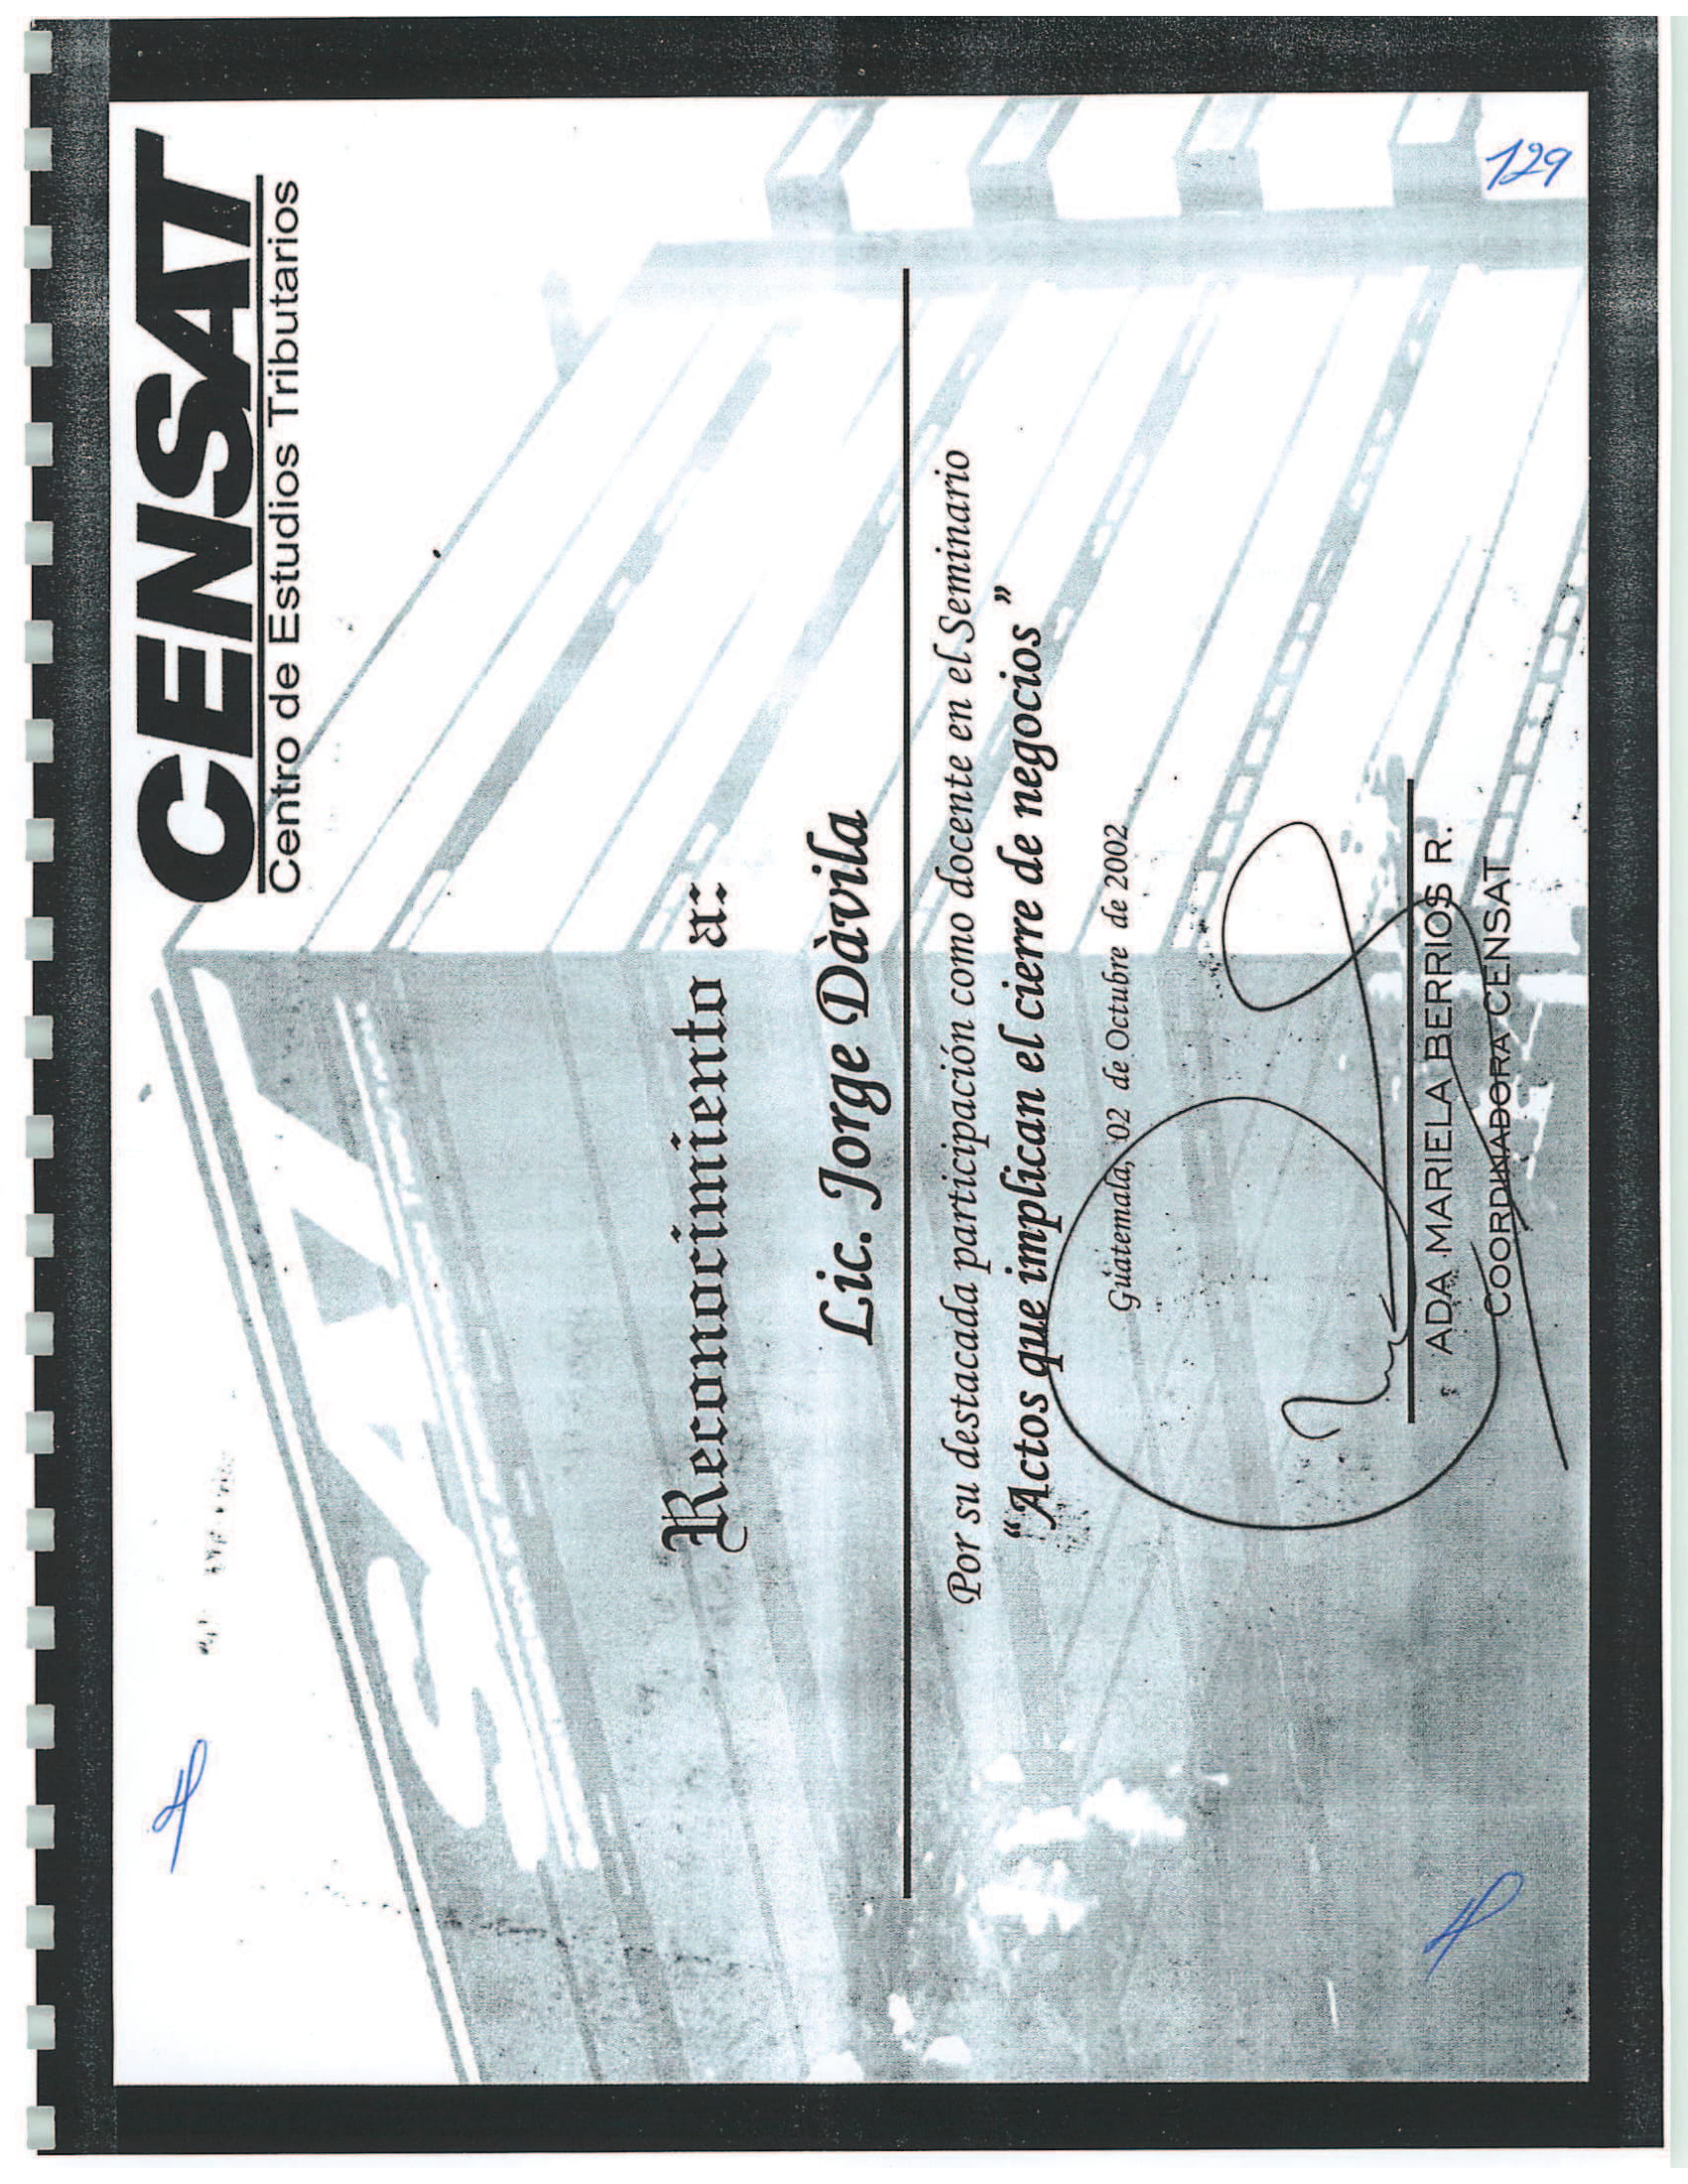 CENSAT
Centro de Estudios Tributarios
SAT
Reconocimiento a:
Lic. Jorge Dàvila
Por su destacada participación como docente en el Seminario
“Actos que implican el cierre de negocios”
Guatemala, 02 de Octubre de 2002
ADA MARIELA BERRIOS R.
COORDINADORA CENSAT
129